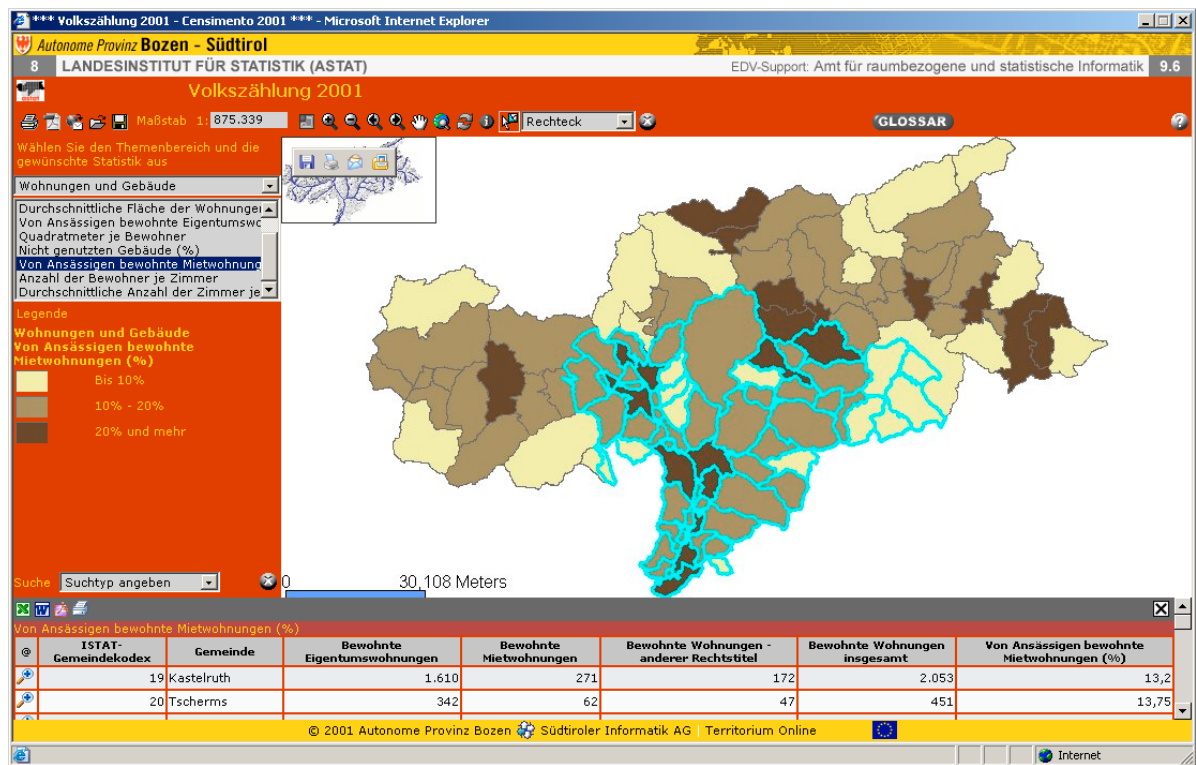 *** Volkszählung 2001 - Censimento 2001 *** - Microsoft Internet Explorer
Autonome Provinz Bozen - Südtirol
8 LANDESINSTITUT FÜR STATISTIK (ASTAT) EDV-Support: Amt für raumbezogene und statistische Informatik 9.6
astat Volkszählung 2001
Maßstab 1: 875.339 Rechteck GLOSSAR ?
Wählen Sie den Themenbereich und die
gewünschte Statistik aus
Wohnungen und Gebäude
Durchschnittliche Fläche der Wohnungen
Von Ansässigen bewohnte Eigentumswo
Quadratmeter je Bewohner
Nicht genutzten Gebäude (%)
Von Ansässigen bewohnte Mietwohnung
Anzahl der Bewohner je Zimmer
Durchschnittliche Anzahl der Zimmer je
Legende
Wohnungen und Gebäude
Von Ansässigen bewohnte
Mietwohnungen (%)
Bis 10%
10% - 20%
20% und mehr
Suche Suchtyp angeben
0 30,108 Meters
Von Ansässigen bewohnte Mietwohnungen (%)
@ ISTAT-Gemeindekodex Gemeinde Bewohnte Eigentumswohnungen Bewohnte Mietwohnungen Bewohnte Wohnungen - anderer Rechtstitel Bewohnte Wohnungen insgesamt Von Ansässigen bewohnte Mietwohnungen (%)
19 Kastelruth 1.610 271 172 2.053 13,2
20 Tscherms 342 62 47 451 13,75
© 2001 Autonome Provinz Bozen Südtiroler Informatik AG | Territorium Online
Internet